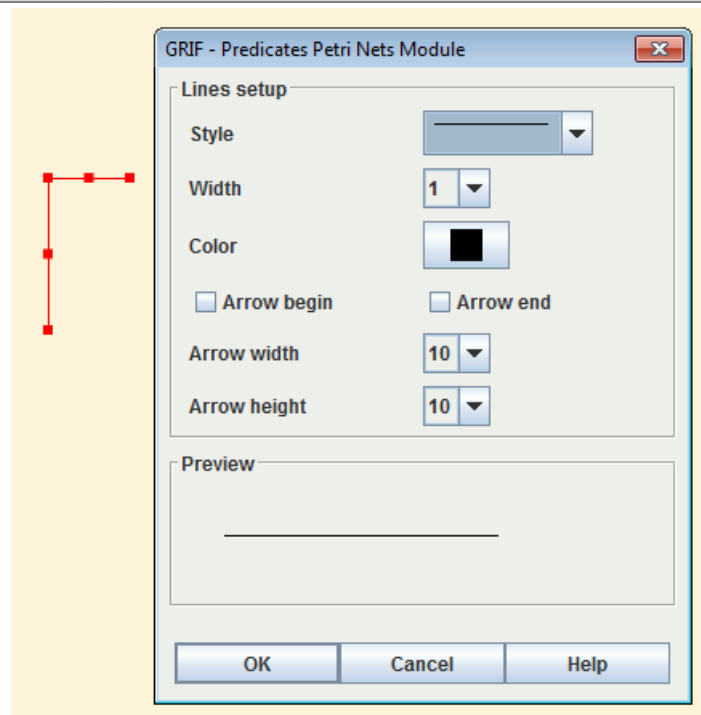 GRIF - Predicates Petri Nets Module
Lines setup
Style
Width 1
Color
Arrow begin Arrow end
Arrow width 10
Arrow height 10
Preview
OK Cancel Help